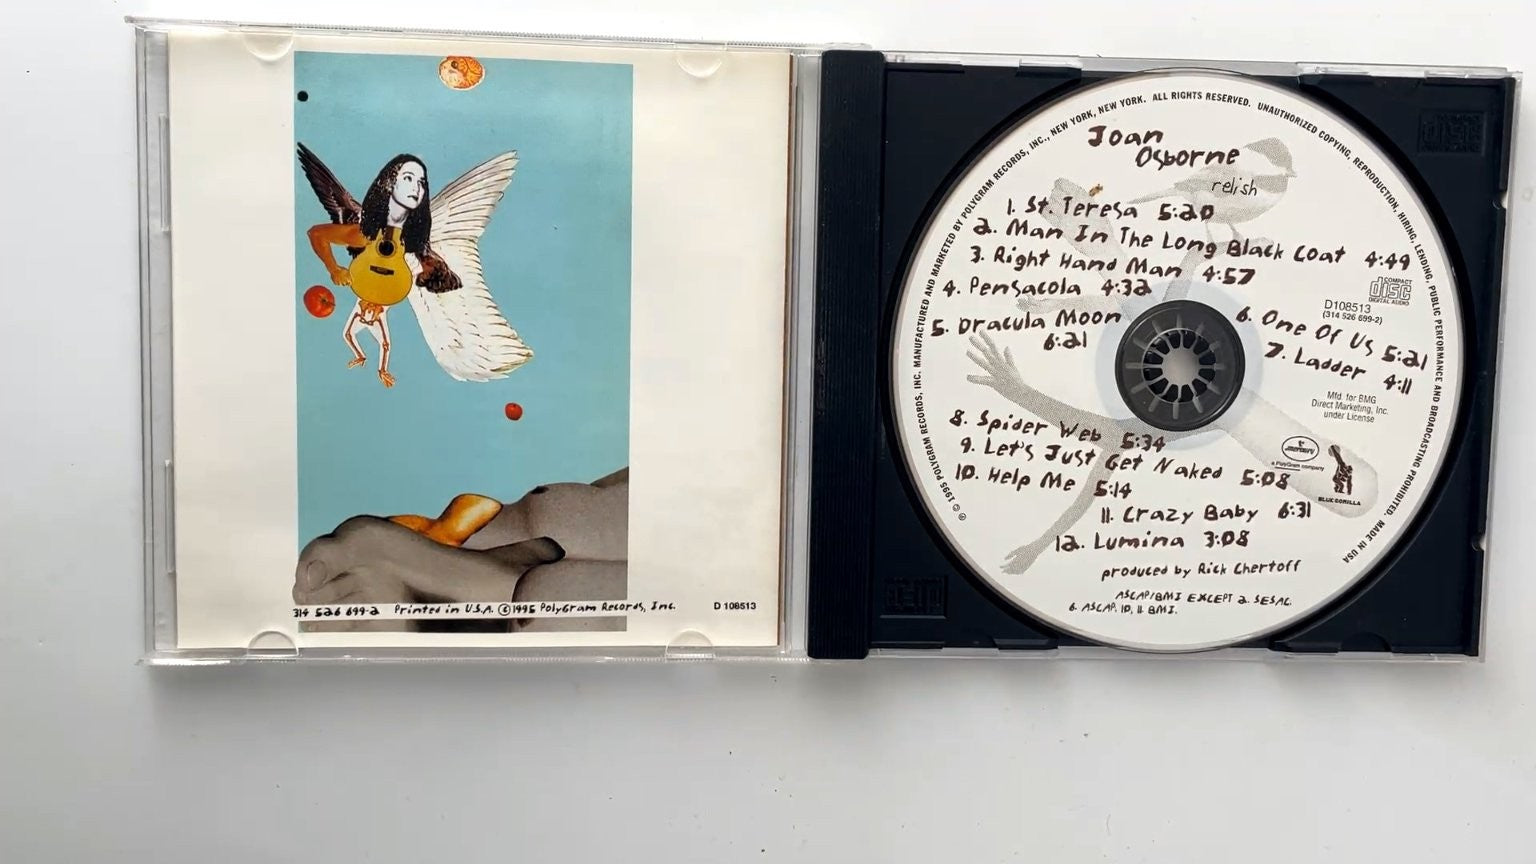 314 526 699-2 Printed in U.S.A. ©1995 PolyGram Records, Inc. D 108513
℗ © 1995 POLYGRAM RECORDS, INC. MANUFACTURED AND MARKETED BY POLYGRAM RECORDS, INC., NEW YORK, NEW YORK. ALL RIGHTS RESERVED. UNAUTHORIZED COPYING, REPRODUCTION, HIRING, LENDING, PUBLIC PERFORMANCE AND BROADCASTING PROHIBITED. MADE IN USA
Joan
Osborne
relish
1. St. Teresa 5:20
2. Man In The Long Black Coat 4:49
3. Right Hand Man 4:57
4. Pensacola 4:32
5. Dracula Moon
6:21
COMPACT
disc
DIGITAL AUDIO
D108513
(314 526 699-2)
6. One Of Us 5:21
7. Ladder 4:11
Mfd. for BMG
Direct Marketing, Inc.
under License
8. Spider Web 5:34
9. Let's Just Get Naked 5:08
10. Help Me 5:14
mercury
a PolyGram company
BLUE GORILLA
11. Crazy Baby 6:31
12. Lumina 3:08
produced by Rick Chertoff
ASCAP/BMI EXCEPT 2. SESAC.
6. ASCAP. 10, 11. BMI.